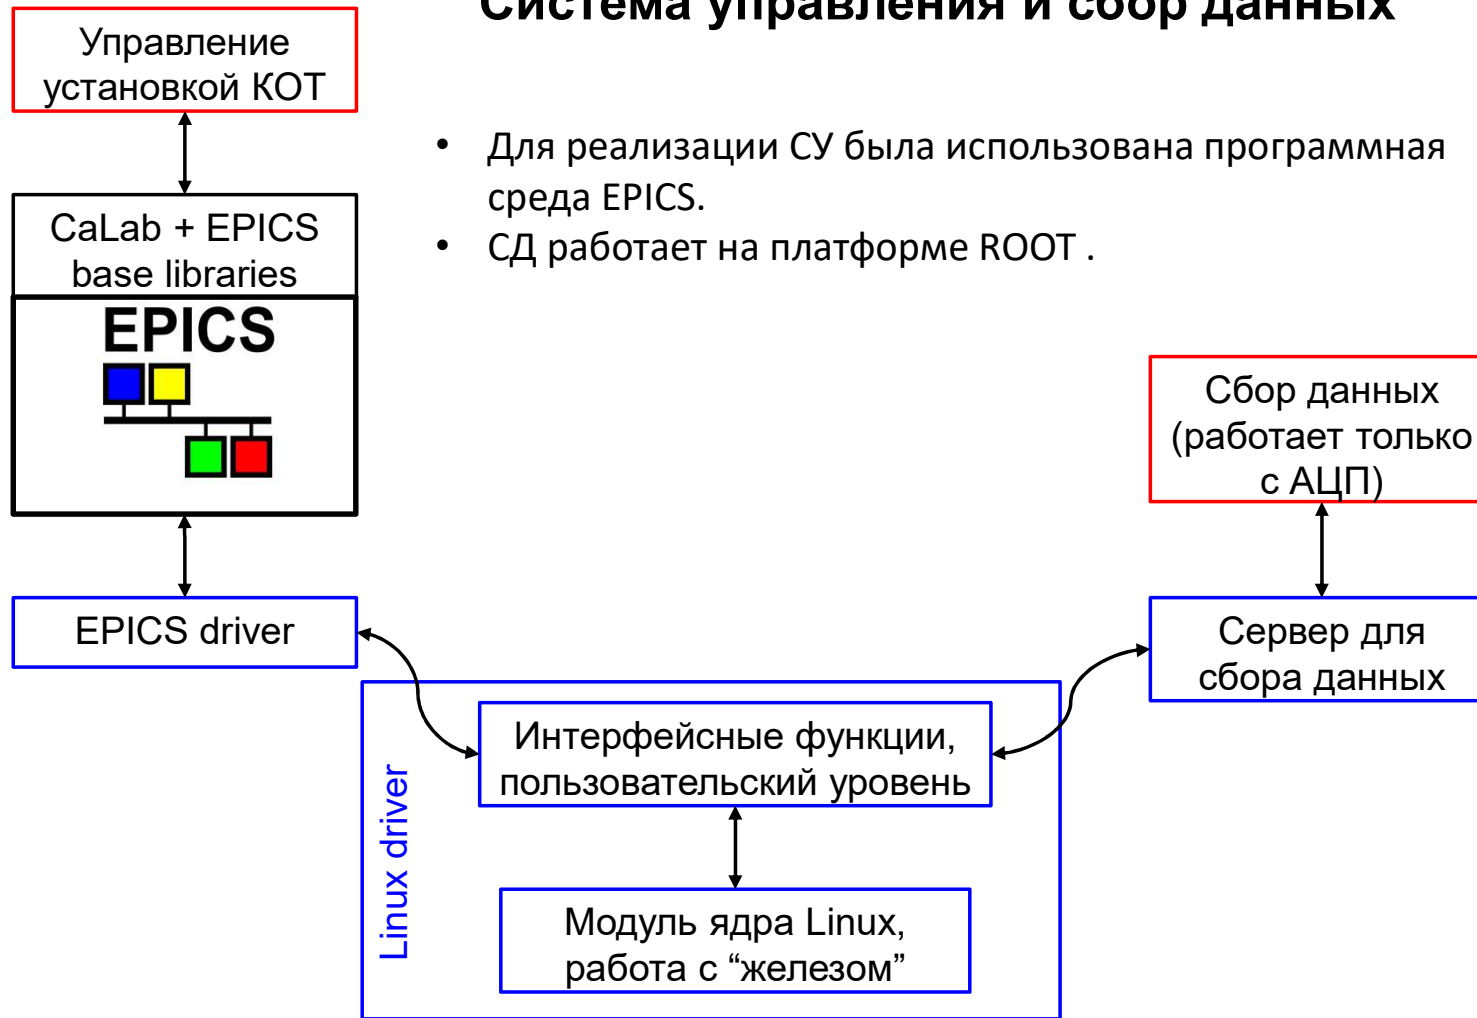 Система управления и сбор данных
Управление
установкой КОТ
• Для реализации СУ была использована программная
среда EPICS.
• СД работает на платформе ROOT .
CaLab + EPICS
base libraries
EPICS
Сбор данных
(работает только
с АЦП)
EPICS driver
Сервер для
сбора данных
Linux driver
Интерфейсные функции,
пользовательский уровень
Модуль ядра Linux,
работа с “железом”